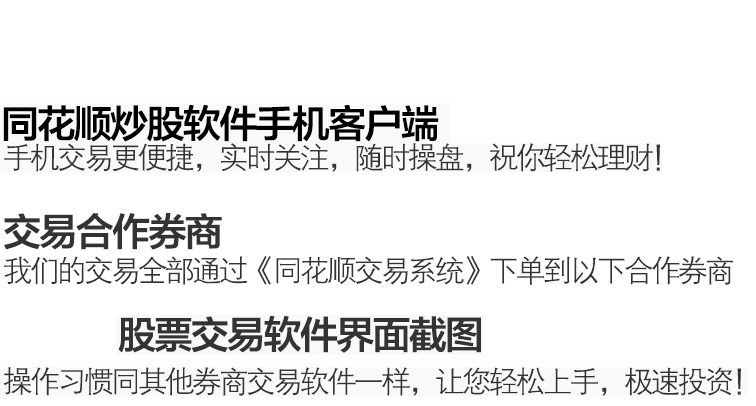 同花顺炒股软件手机客户端
手机交易更便捷，实时关注，随时操盘，祝你轻松理财！
交易合作券商
我们的交易全部通过《同花顺交易系统》下单到以下合作券商
股票交易软件界面截图
操作习惯同其他券商交易软件一样，让您轻松上手，极速投资！